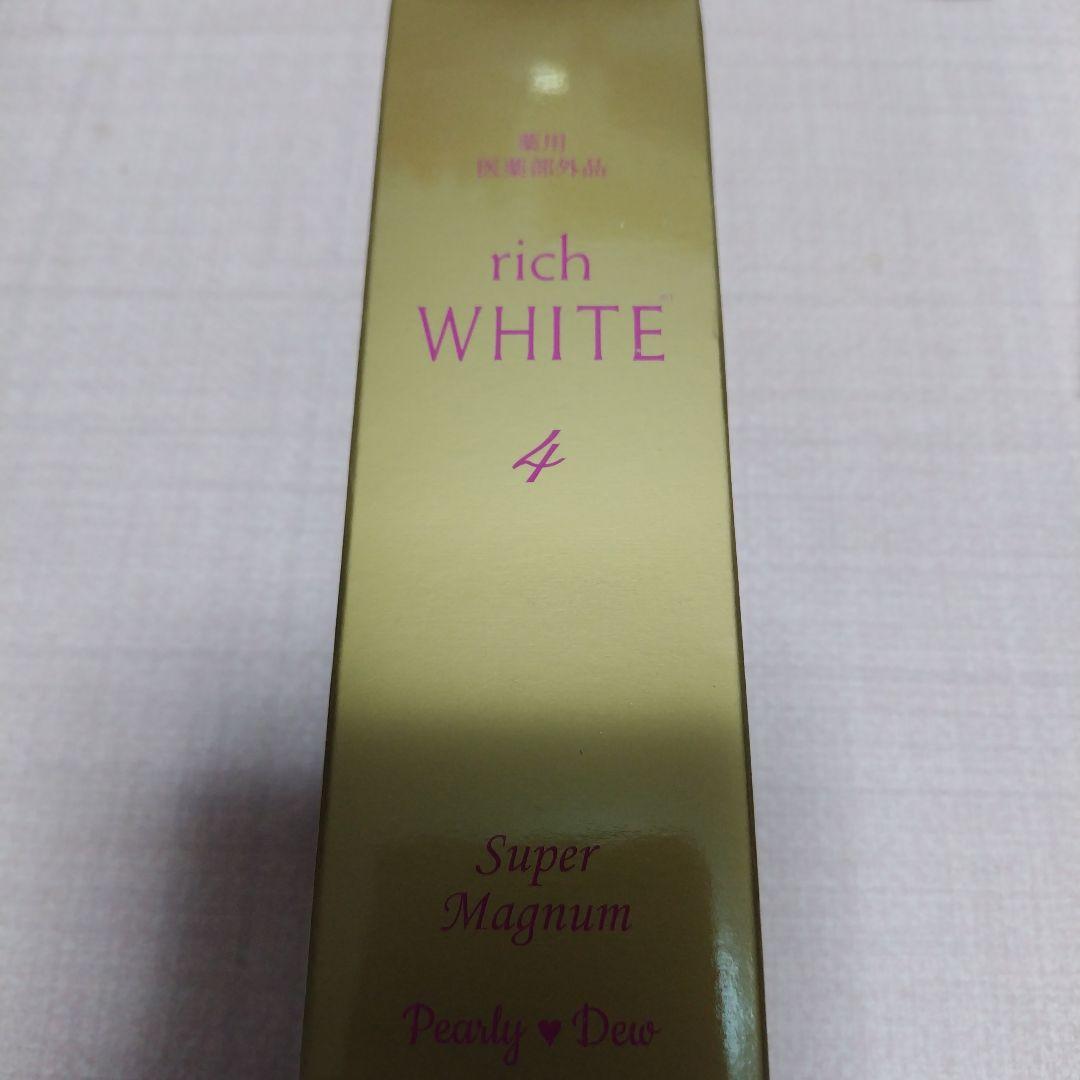 薬用
医薬部外品
rich
WHITE
4
Super
Magnum
Pearly ♥ Dew